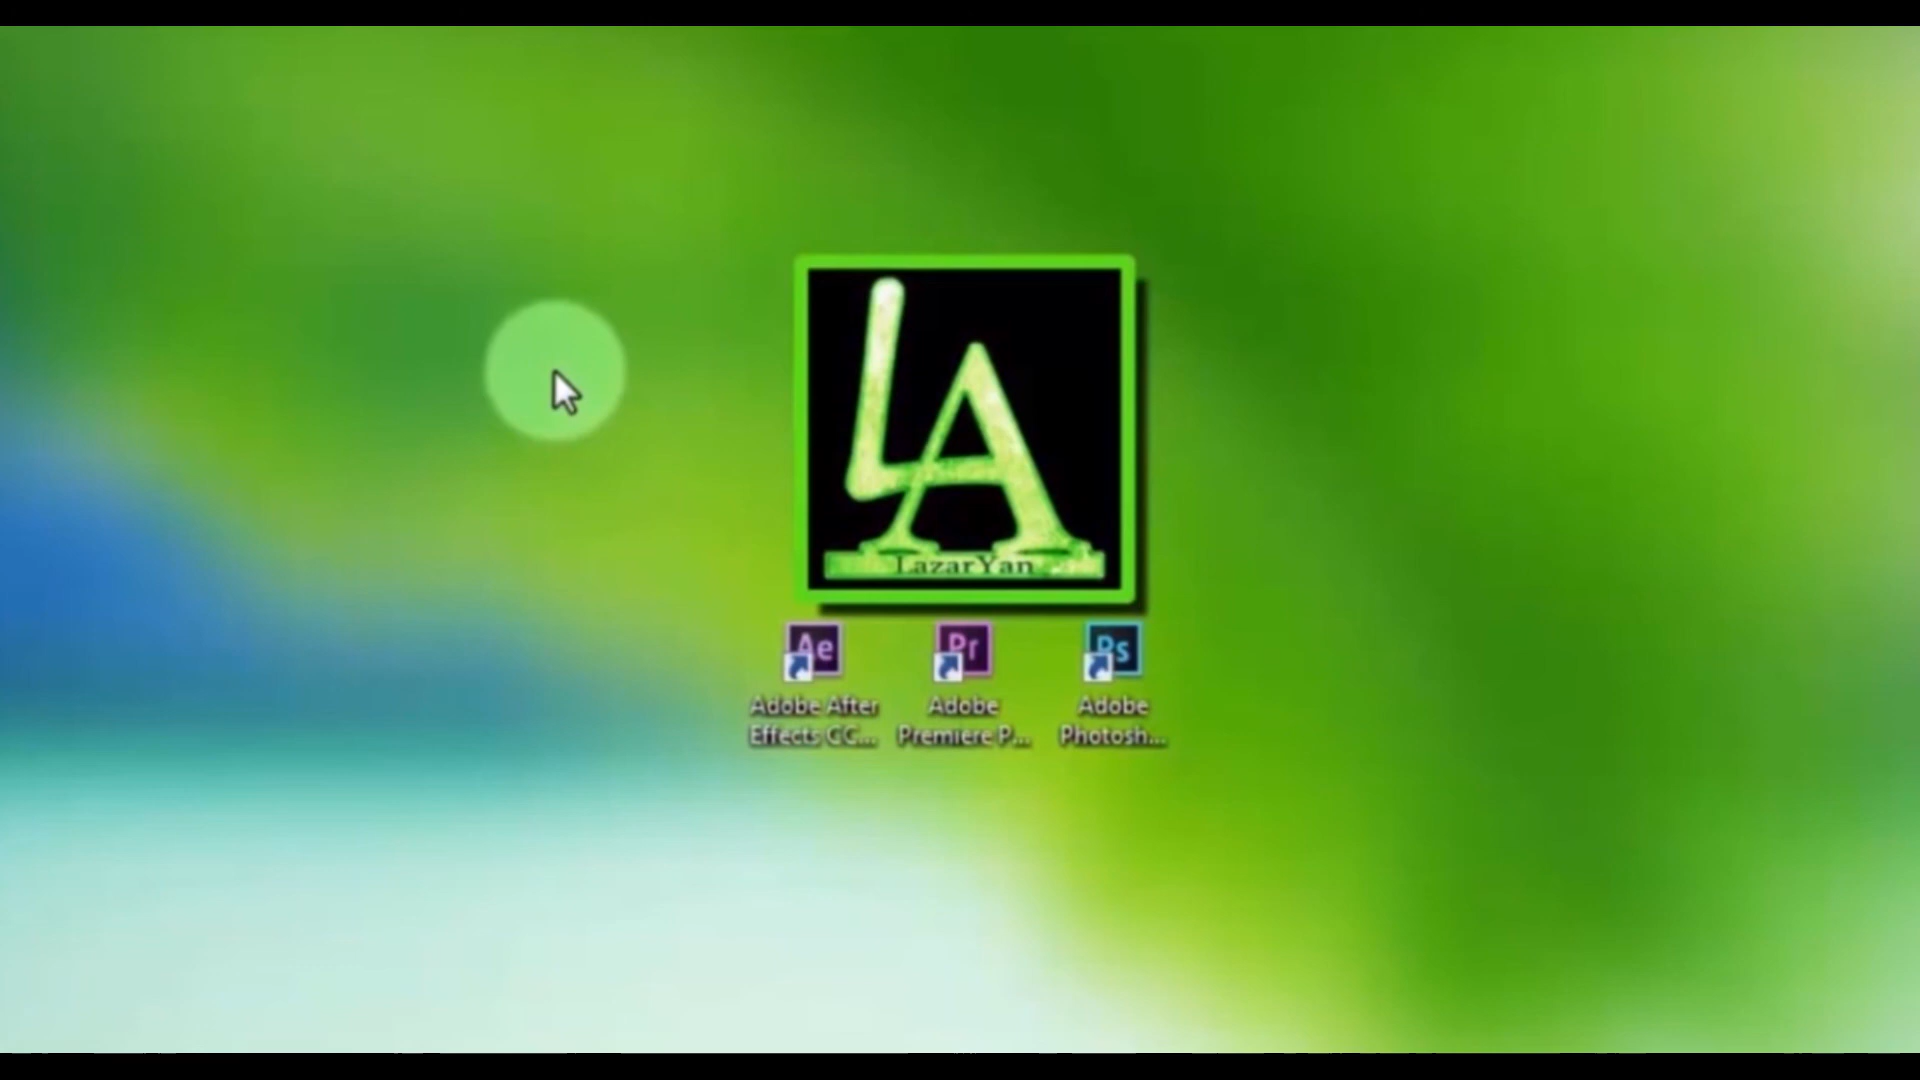 LA
LazarYan
Ae
Pr
Ps
Adobe After
Effects CC...
Adobe
Premiere P...
Adobe
Photosh...